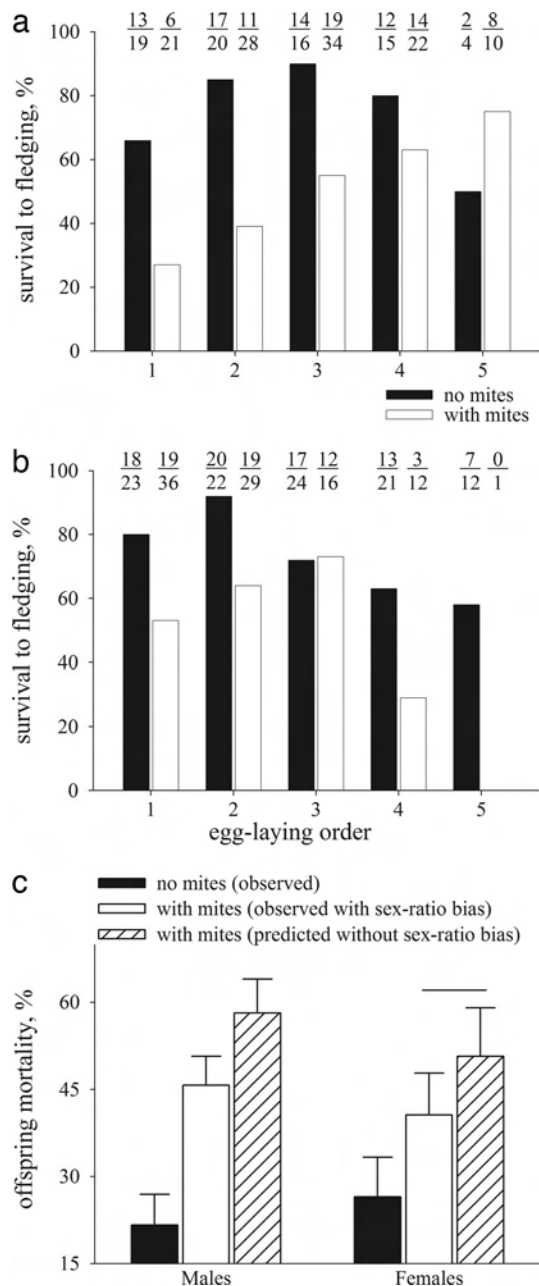 a
13 6 17 11 14 19 12 14 2 8
19 21 20 28 16 34 15 22 4 10
100
80
60
40
20
0
survival to fledging, %
1 2 3 4 5
no mites
with mites
b
18 19 20 19 17 12 13 3 7 0
23 36 22 29 24 16 21 12 12 1
100
80
60
40
20
0
survival to fledging, %
1 2 3 4 5
egg-laying order
c
no mites (observed)
with mites (observed with sex-ratio bias)
with mites (predicted without sex-ratio bias)
60
45
30
15
offspring mortality, %
Males Females